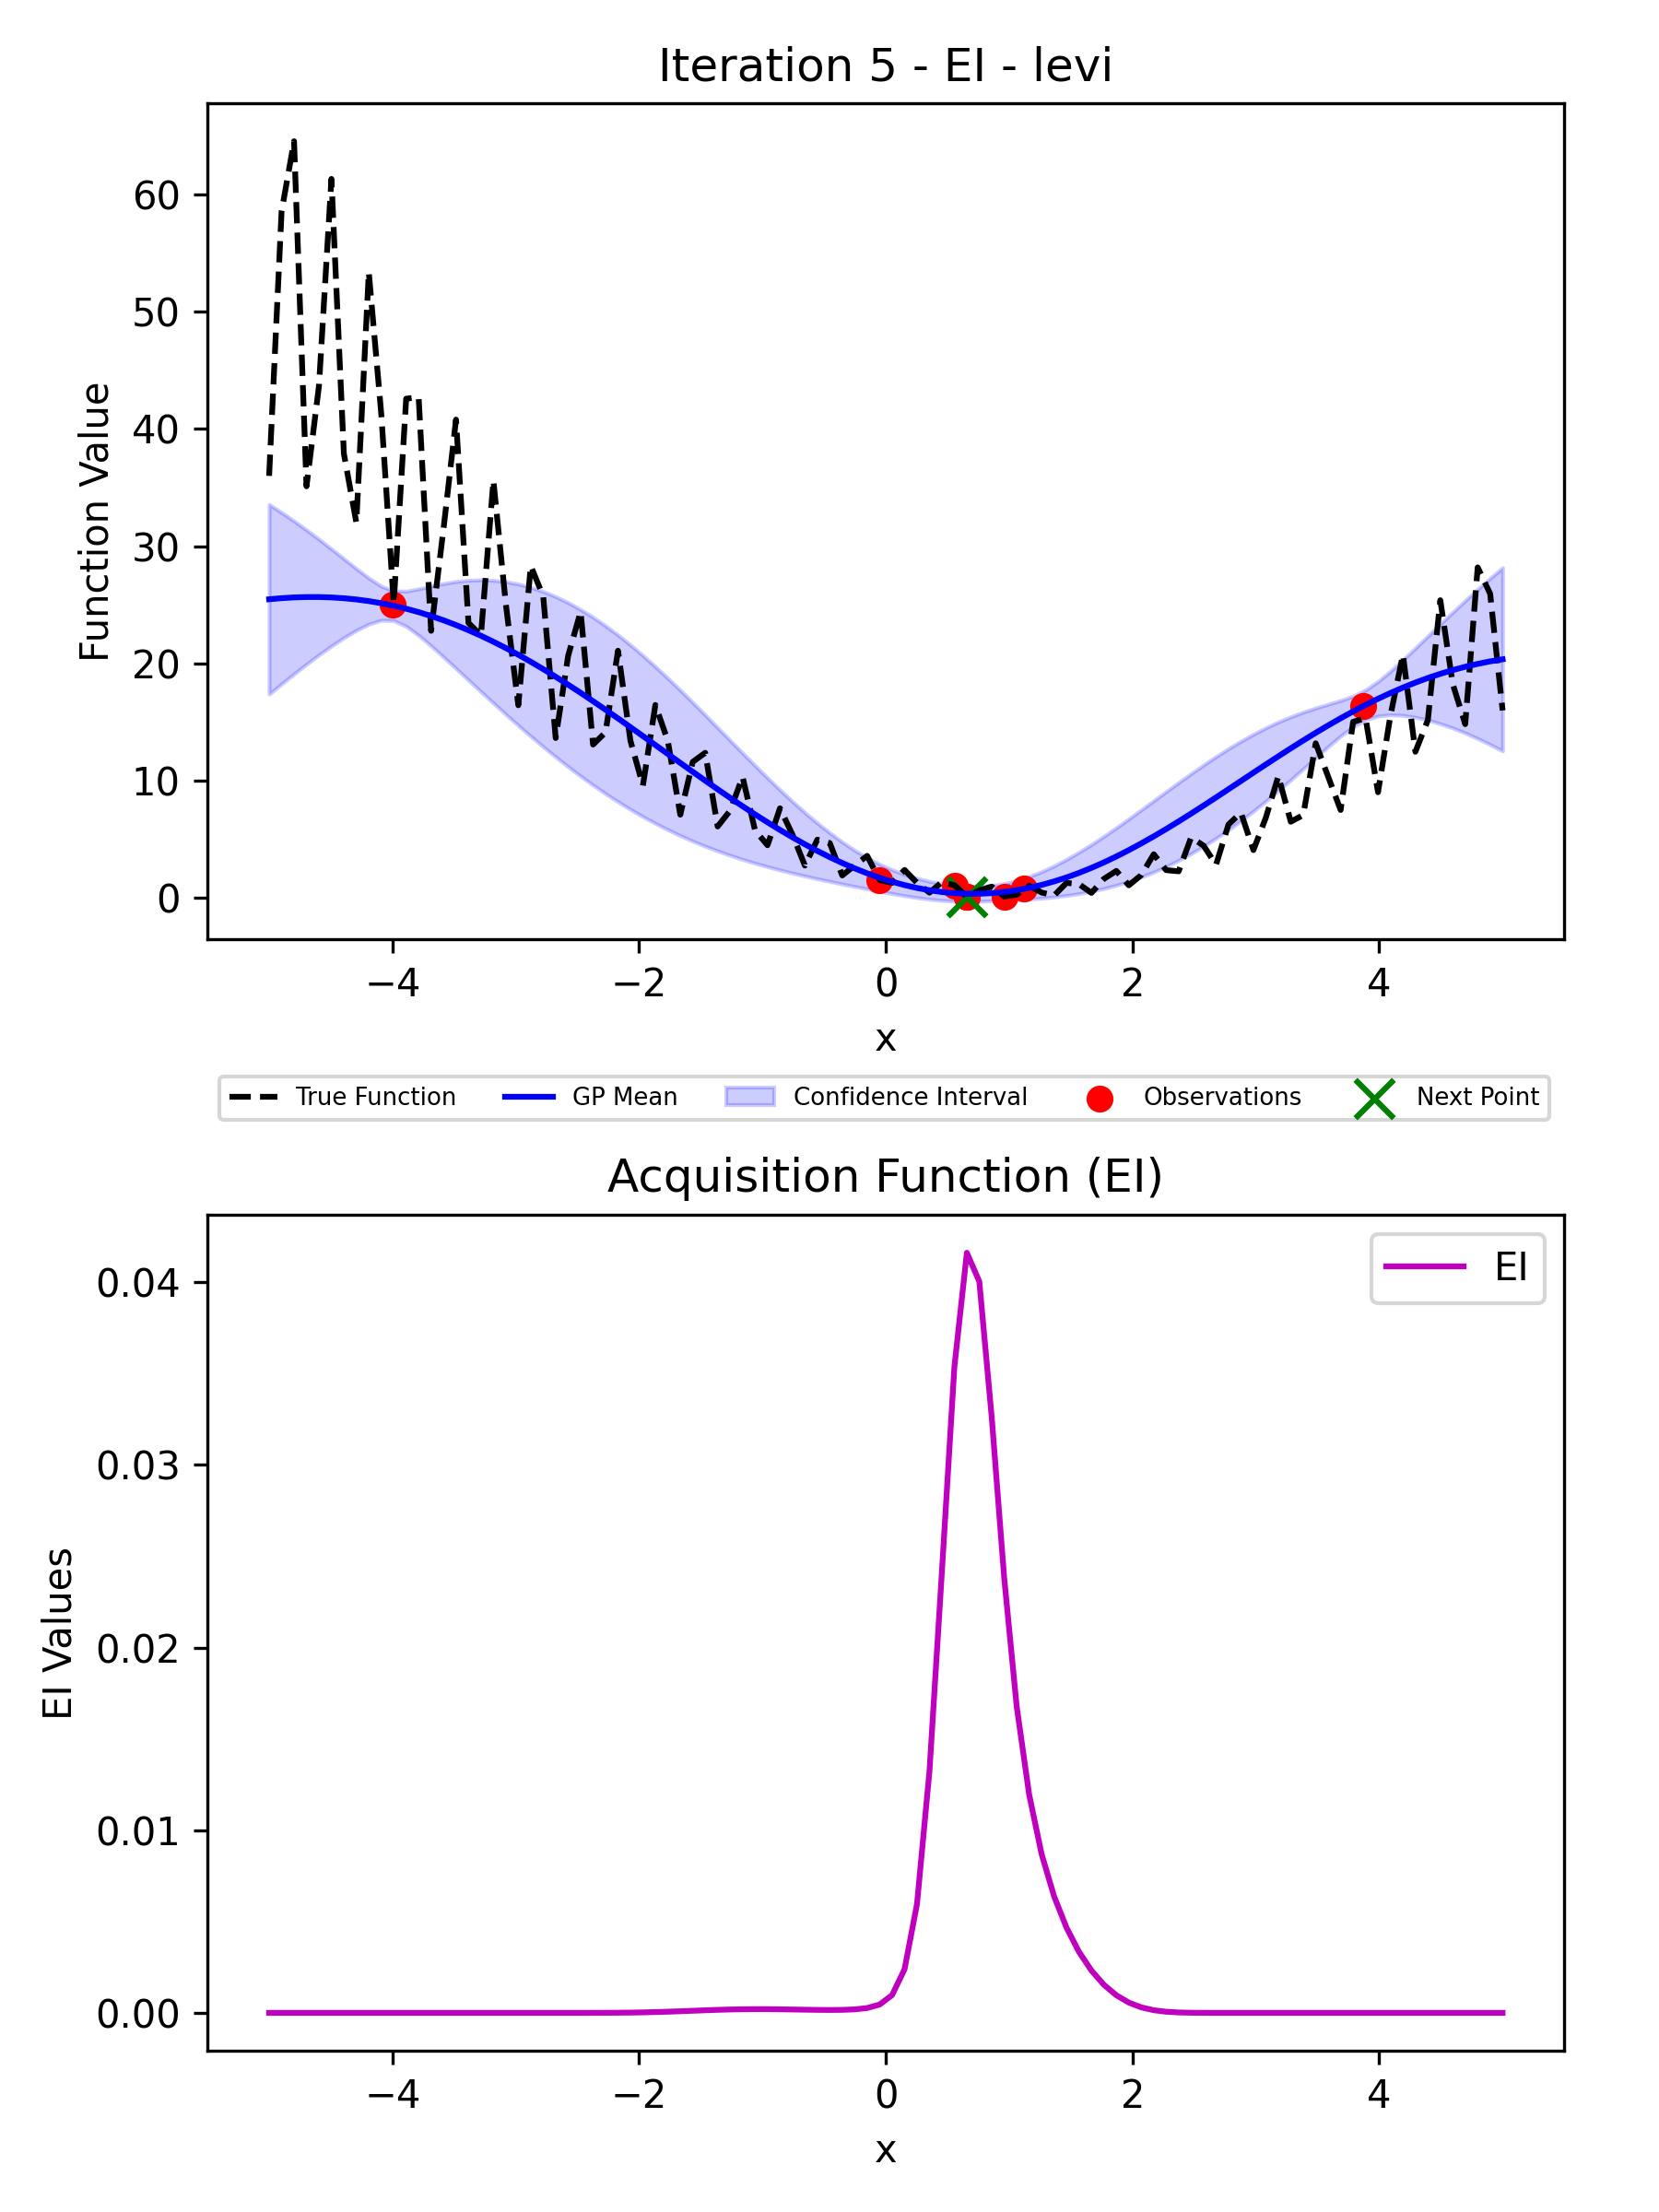 Iteration 5 - EI - levi
Function Value
60
50
40
30
20
10
0
−4 −2 0 2 4
x
True Function GP Mean Confidence Interval Observations Next Point
Acquisition Function (EI)
EI
EI Values
0.04
0.03
0.02
0.01
0.00
−4 −2 0 2 4
x